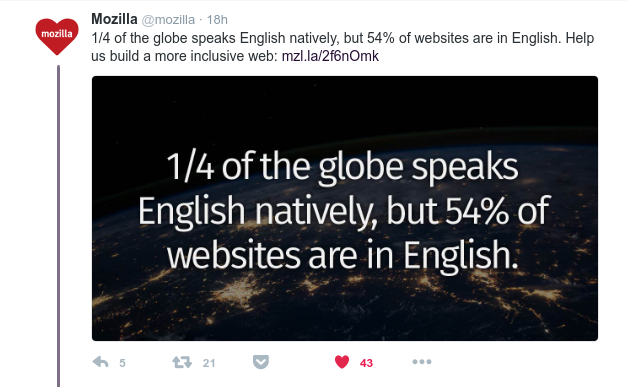 mozilla
Mozilla @mozilla · 18h
1/4 of the globe speaks English natively, but 54% of websites are in English. Help
us build a more inclusive web: mzl.la/2f6nOmk
1/4 of the globe speaks
English natively, but 54% of
websites are in English.
5 21 43